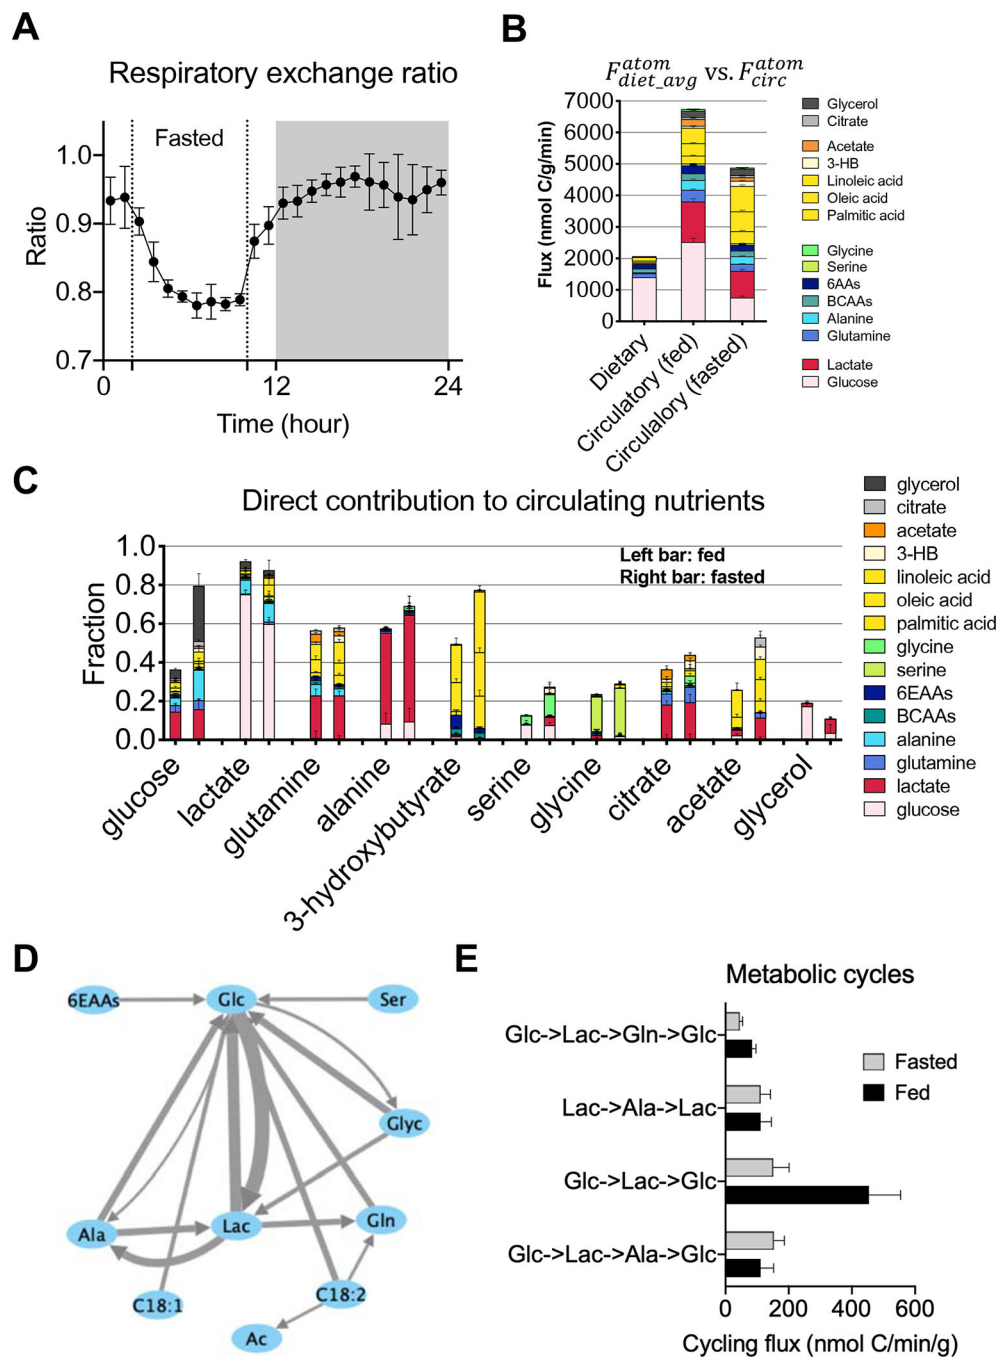 A
Respiratory exchange ratio
Fasted
1.0
0.9
0.8
0.7
Ratio
0
12
24
Time (hour)
B
F^{atom}_{diet_avg} vs. F^{atom}_{circ}
7000
6000
5000
4000
3000
2000
1000
0
Flux (nmol C/g/min)
Dietary
Circulatory (fed)
Circulalory (fasted)
Glycerol
Citrate
Acetate
3-HB
Linoleic acid
Oleic acid
Palmitic acid
Glycine
Serine
6AAs
BCAAs
Alanine
Glutamine
Lactate
Glucose
C
Direct contribution to circulating nutrients
Left bar: fed
Right bar: fasted
1.0
0.8
0.6
0.4
0.2
0.0
Fraction
glucose
lactate
glutamine
alanine
3-hydroxybutyrate
serine
glycine
citrate
acetate
glycerol
glycerol
citrate
acetate
3-HB
linoleic acid
oleic acid
palmitic acid
glycine
serine
6EAAs
BCAAs
alanine
glutamine
lactate
glucose
D
6EAAs
Glc
Ser
Glyc
Ala
Lac
Gln
C18:1
C18:2
Ac
E
Metabolic cycles
Glc->Lac->Gln->Glc
Lac->Ala->Lac
Glc->Lac->Glc
Glc->Lac->Ala->Glc
Fasted
Fed
0
200
400
600
Cycling flux (nmol C/min/g)